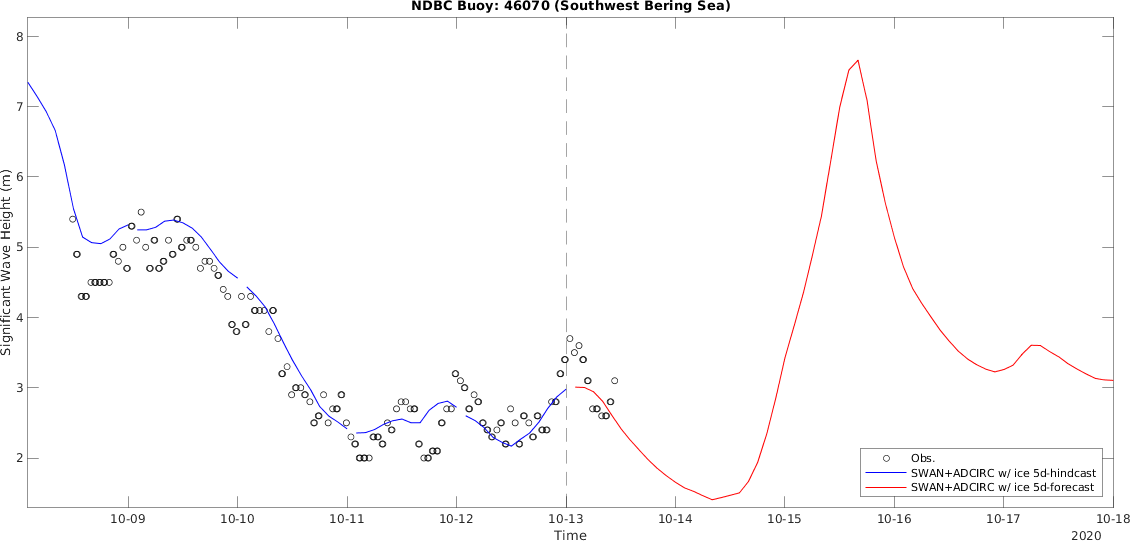 NDBC Buoy: 46070 (Southwest Bering Sea)
Significant Wave Height (m)
8
7
6
5
4
3
2
Obs.
SWAN+ADCIRC w/ ice 5d-hindcast
SWAN+ADCIRC w/ ice 5d-forecast
10-09 10-10 10-11 10-12 10-13 10-14 10-15 10-16 10-17 10-18
Time
2020